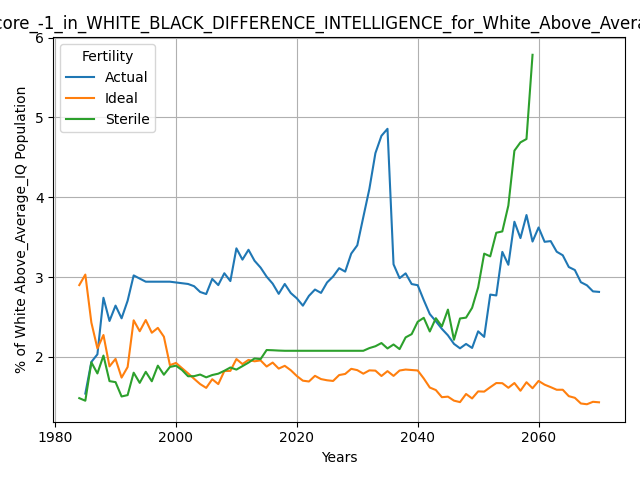 core_-1_in_WHITE_BLACK_DIFFERENCE_INTELLIGENCE_for_White_Above_Avera
Fertility
Actual
Ideal
Sterile
% of White Above_Average_IQ Population
6
5
4
3
2
1980
2000
2020
2040
2060
Years